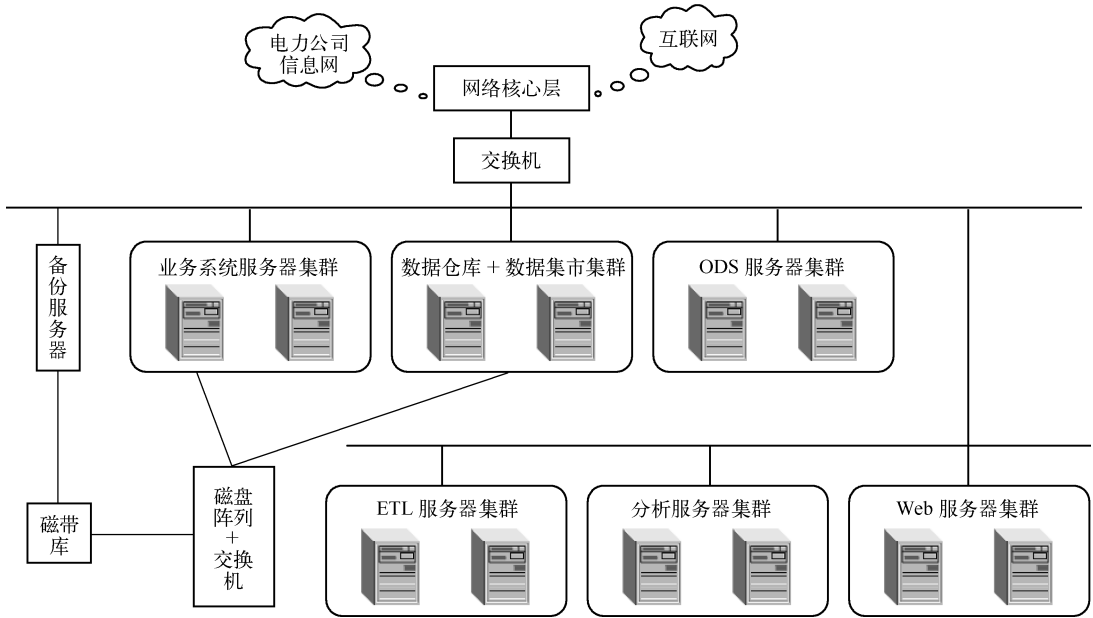 电力公司
信息网
互联网
网络核心层
交换机
备份服务器
业务系统服务器集群
数据仓库 + 数据集市集群
ODS 服务器集群
磁带
库
磁盘
阵列
+
交换
机
ETL 服务器集群
分析服务器集群
Web 服务器集群